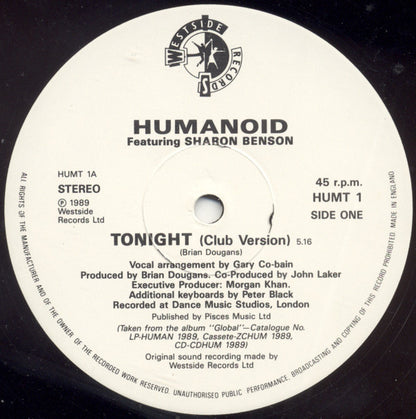 WESTSIDE
RECORDS
HUMANOID
Featuring SHARON BENSON
HUMT 1A
STEREO
℗ 1989
Westside
Records Ltd
45 r.p.m.
HUMT 1
SIDE ONE
TONIGHT (Club Version) 5.16
(Brian Dougans)
Vocal arrangement by Gary Co-bain
Produced by Brian Dougans. Co-Produced by John Laker
Executive Producer: Morgan Khan.
Additional keyboards by Peter Black
Recorded at Dance Music Studios, London
Published by Pisces Music Ltd
(Taken from the album "Global"–Catalogue No.
LP-HUMAN 1989, Cassete-ZCHUM 1989,
CD-CDHUM 1989)
Original sound recording made by
Westside Records Ltd
ALL RIGHTS OF THE MANUFACTURER AND OF THE OWNER OF THE RECORDED WORK RESERVED. UNAUTHORISED PUBLIC PERFORMANCE, BROADCASTING AND COPYING OF THIS RECORD PROHIBITED. MADE IN ENGLAND.